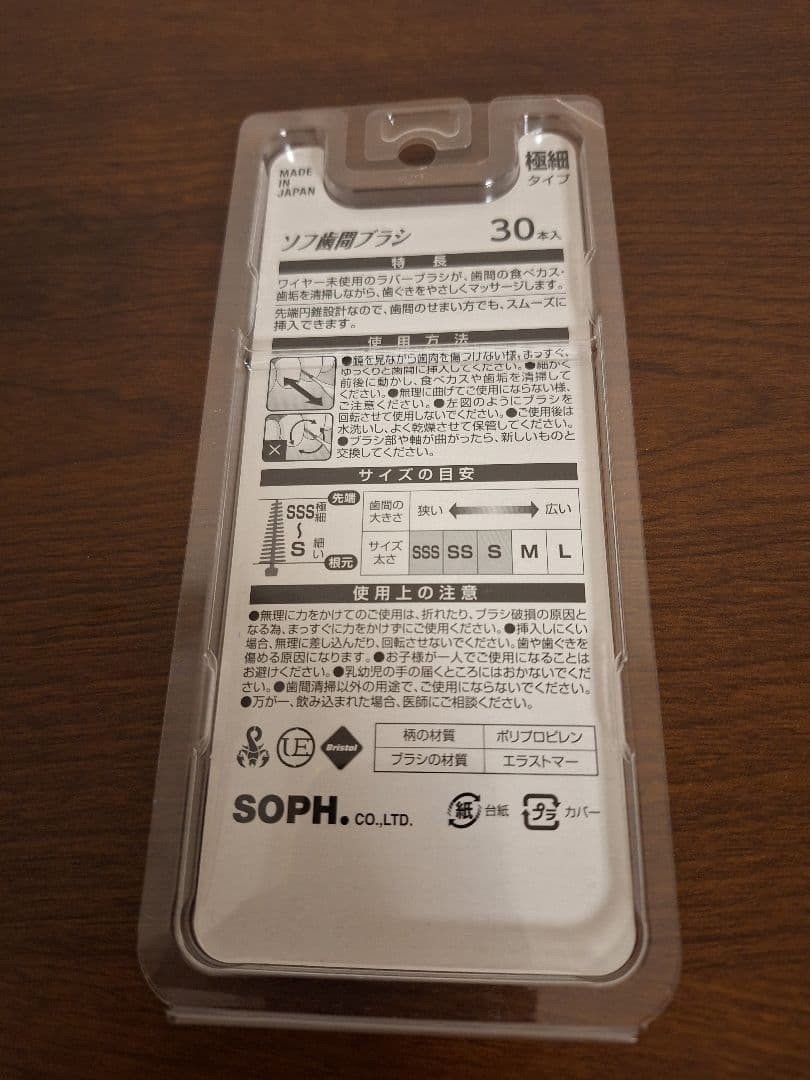 MADE
IN
JAPAN
極細
タイプ
ソフ歯間ブラシ
30本入
特長
ワイヤー未使用のラバーブラシが、歯間の食べカス・
歯垢を清掃しながら、歯ぐきをやさしくマッサージします。
先端円錐設計なので、歯間のせまい方でも、スムーズに
挿入できます。
使用方法
●鏡を見ながら歯肉を傷つけない様、まっすぐ、
ゆっくりと歯間に挿入してください。●細かく
前後に動かし、食べカスや歯垢を清掃して
ください。●無理に曲げてご使用にならない様、
ご注意ください。●左図のようにブラシを
回転させて使用しないでください。●ご使用後は
水洗いし、よく乾燥させて保管してください。
●ブラシ部や軸が曲がったら、新しいものと
交換してください。
サイズの目安
先端
SSS極細
〜
S 細い
根元
歯間の
大きさ
狭い
広い
サイズ
太さ
SSS SS S M L
使用上の注意
●無理に力をかけてのご使用は、折れたり、ブラシ破損の原因と
なる為、まっすぐに力をかけずにご使用ください。●挿入しにくい
場合、無理に差し込んだり、回転させないでください。歯や歯ぐきを
傷める原因になります。●お子様が一人でご使用になることは
お避けください。●乳幼児の手の届くところにはおかないでくだ
さい。●歯間清掃以外の用途で、ご使用にならないでください。
●万が一、飲み込まれた場合、医師にご相談ください。
UE
Bristol
柄の材質 ポリプロピレン
ブラシの材質 エラストマー
SOPH. CO.,LTD.
紙 台紙
プラ カバー